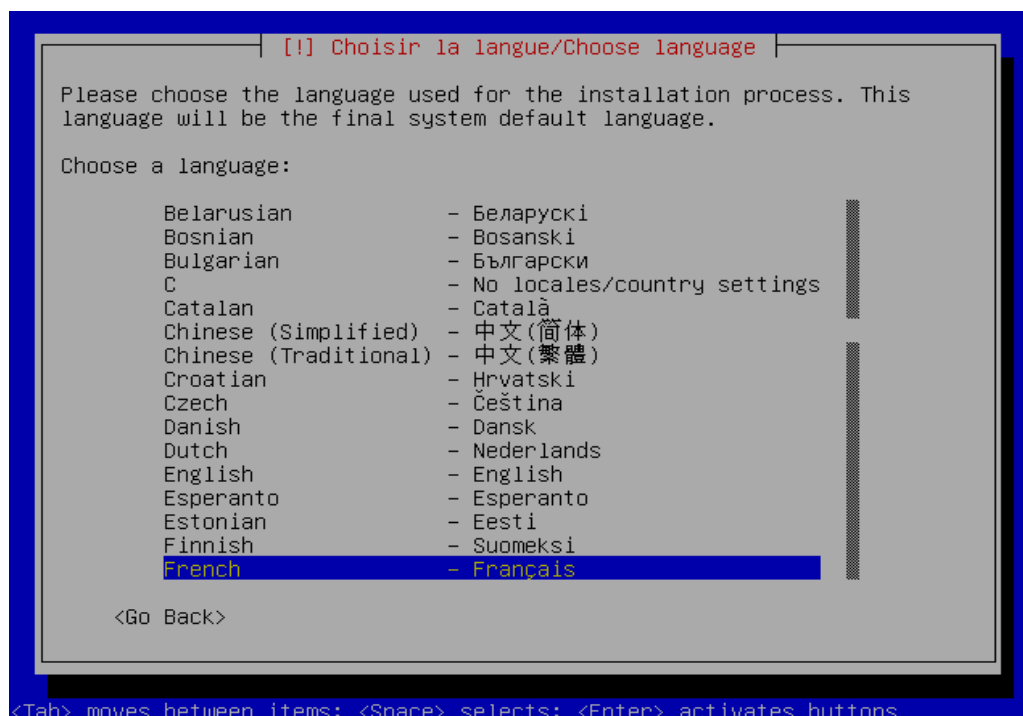 [!] Choisir la langue/Choose language
Please choose the language used for the installation process. This
language will be the final system default language.
Choose a language:
Belarusian - Беларускі
Bosnian - Bosanski
Bulgarian - Български
C - No locales/country settings
Catalan - Català
Chinese (Simplified) - 中文(简体)
Chinese (Traditional) - 中文(繁體)
Croatian - Hrvatski
Czech - Čeština
Danish - Dansk
Dutch - Nederlands
English - English
Esperanto - Esperanto
Estonian - Eesti
Finnish - Suomeksi
French - Français
<Go Back>
<Tab> moves between items; <Space> selects; <Enter> activates buttons